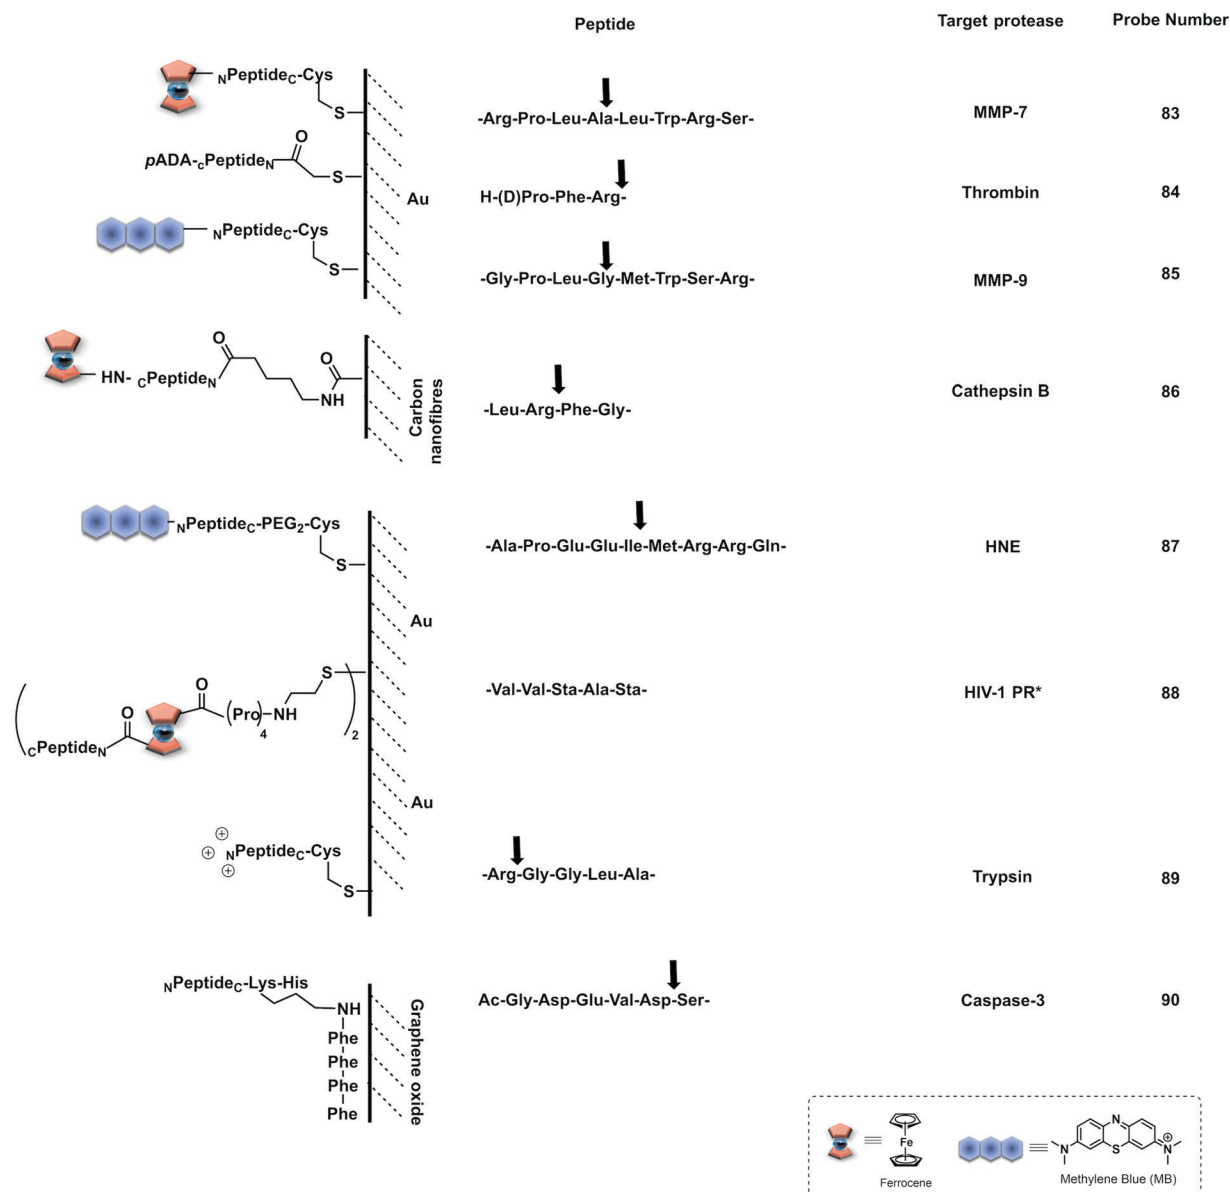 Peptide Target protease Probe Number
NPeptideC-Cys
S
-Arg-Pro-Leu-Ala-Leu-Trp-Arg-Ser- MMP-7 83
O
pADA-cPeptideN
S
Au
H-(D)Pro-Phe-Arg- Thrombin 84
NPeptideC-Cys
S
-Gly-Pro-Leu-Gly-Met-Trp-Ser-Arg- MMP-9 85
O
O
HN- CPeptideN
NH
Carbon
nanofibres
-Leu-Arg-Phe-Gly- Cathepsin B 86
NPeptideC-PEG2-Cys
S
-Ala-Pro-Glu-Glu-Ile-Met-Arg-Arg-Gln- HNE 87
Au
S
O
O
(Pro)4 NH
2
CPeptideN
-Val-Val-Sta-Ala-Sta- HIV-1 PR* 88
Au
⊕
⊕
⊕
NPeptideC-Cys
S
-Arg-Gly-Gly-Leu-Ala- Trypsin 89
NPeptideC-Lys-His
NH
Phe
Phe
Phe
Phe
Graphene oxide
Ac-Gly-Asp-Glu-Val-Asp-Ser- Caspase-3 90
Fe
Ferrocene
N
N
S
N
⊕
Methylene Blue (MB)